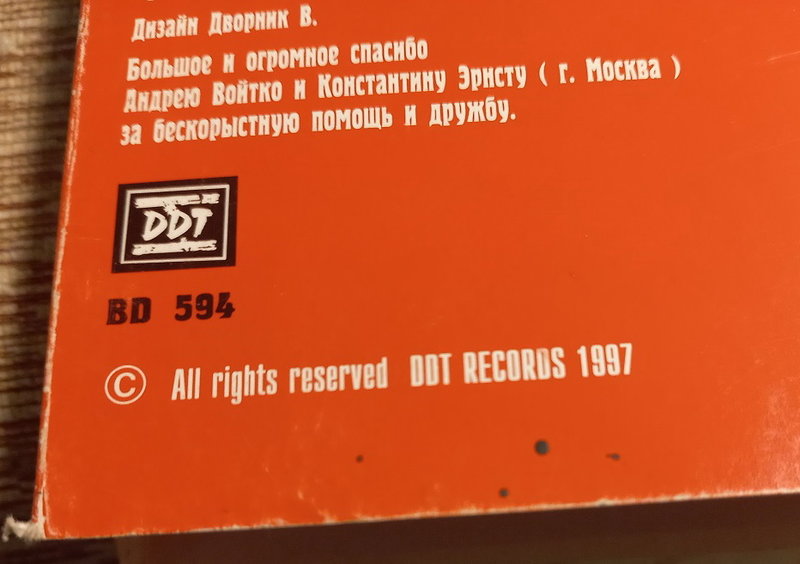 Дизайн Дворник В.
Большое и огромное спасибо
Андрею Войтко и Константину Эрнсту ( г. Москва )
за бескорыстную помощь и дружбу.
DDT
BD 594
© All rights reserved DDT RECORDS 1997